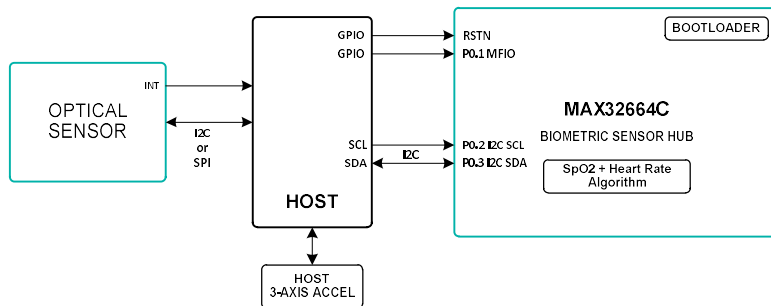 OPTICAL
SENSOR
INT
I2C
or
SPI
GPIO
GPIO
SCL
SDA
HOST
HOST
3-AXIS ACCEL
I2C
RSTN
P0.1 MFIO
P0.2 I2C SCL
P0.3 I2C SDA
BOOTLOADER
MAX32664C
BIOMETRIC SENSOR HUB
SpO2 + Heart Rate
Algorithm